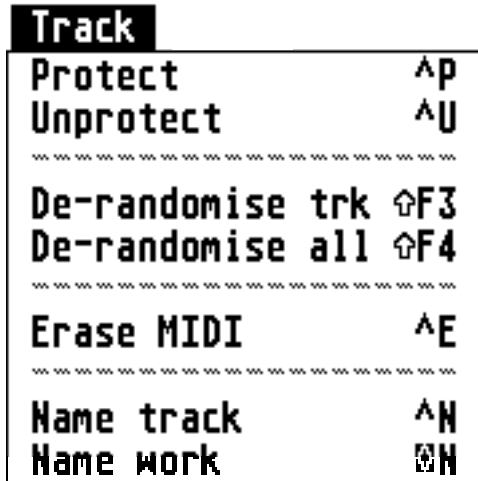 Track
Protect ^P
Unprotect ^U
De-randomise trk ⇧F3
De-randomise all ⇧F4
Erase MIDI ^E
Name track ^N
Name work N